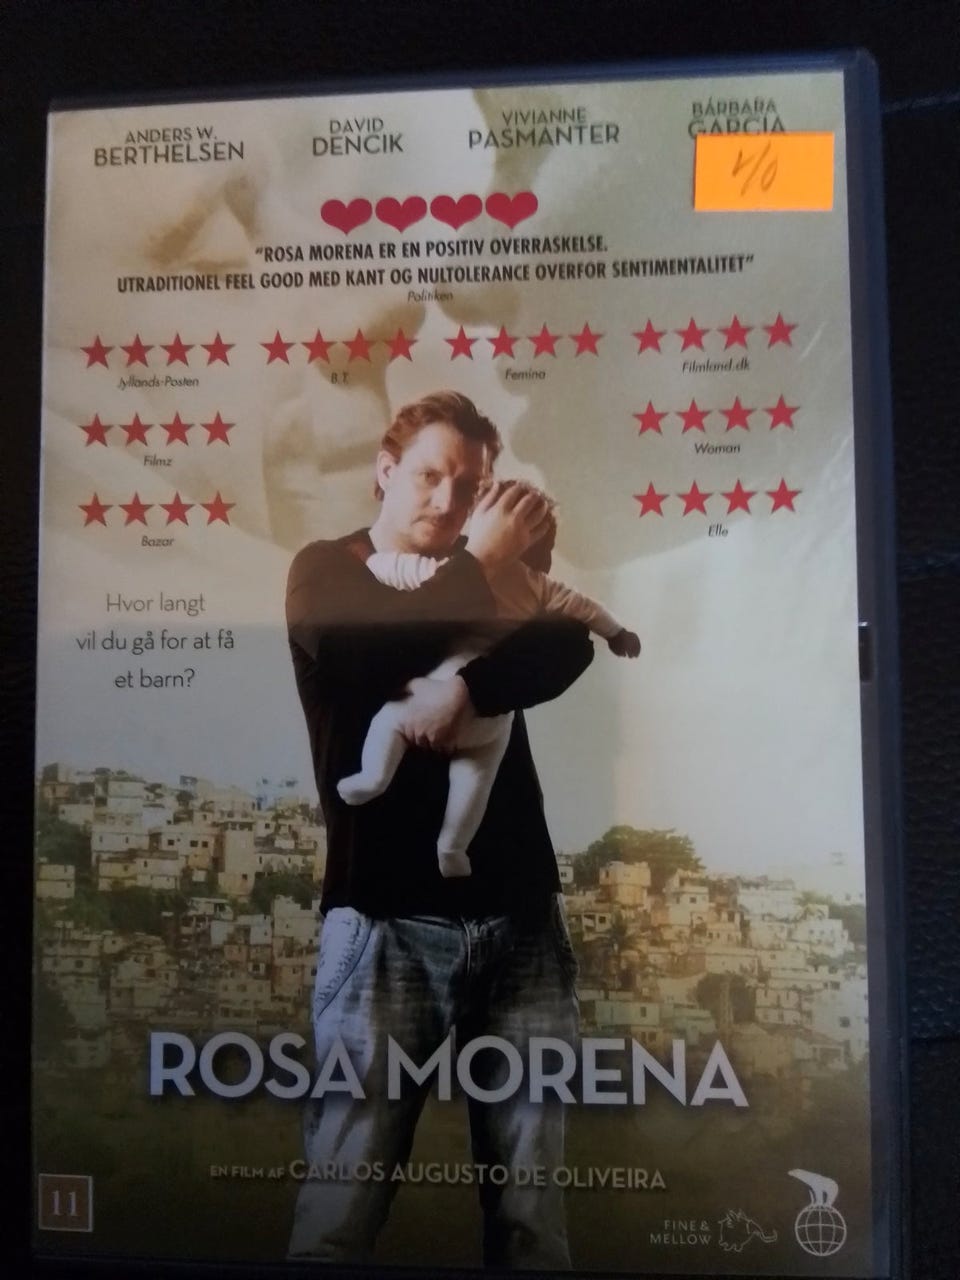 ANDERS W.
BERTHELSEN
DAVID
DENCIK
VIVIANNE
PASMANTER
BÁRBARA
GARCIA
"ROSA MORENA ER EN POSITIV OVERRASKELSE.
UTRADITIONEL FEEL GOOD MED KANT OG NULTOLERANCE OVERFOR SENTIMENTALITET"
Politiken
Jyllands-Posten
B.T.
Femina
Filmland.dk
Filmz
Woman
Bazar
Elle
Hvor langt
vil du gå for at få
et barn?
ROSA MORENA
EN FILM AF CARLOS AUGUSTO DE OLIVEIRA
11
FINE &
MELLOW